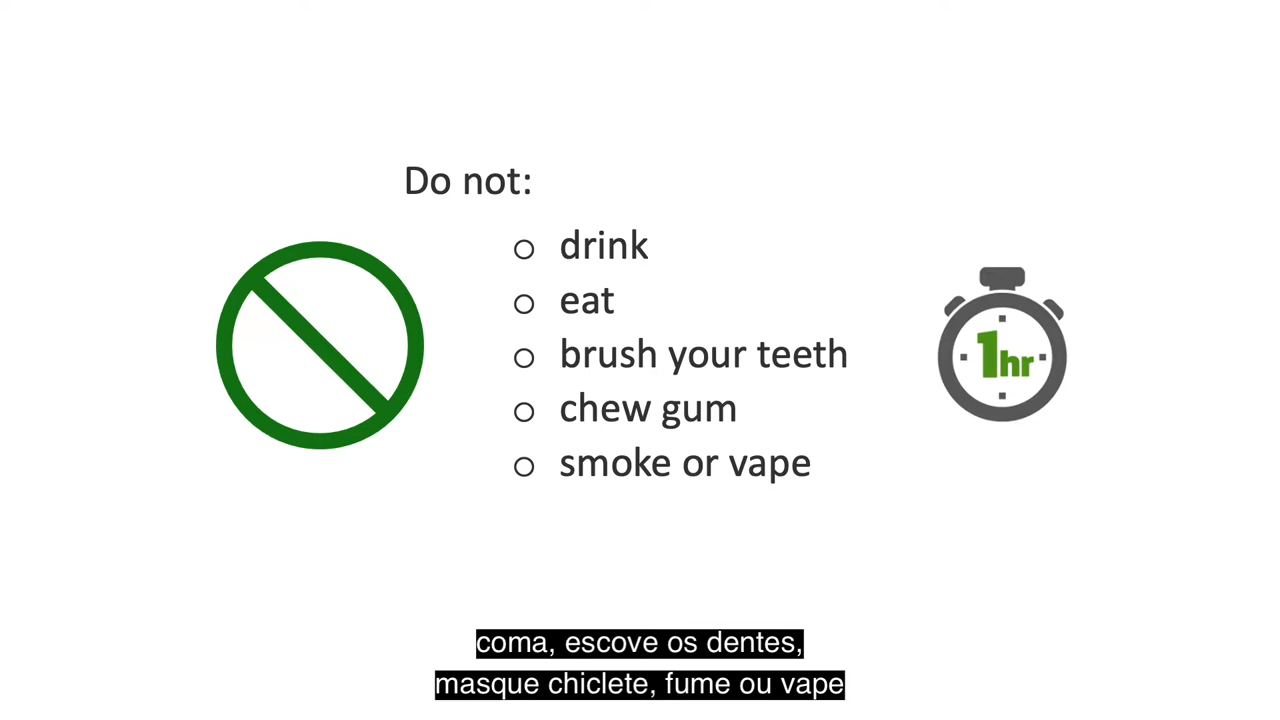 Do not:
○ drink
○ eat
○ brush your teeth
○ chew gum
○ smoke or vape
1hr
coma, escove os dentes,
masque chiclete, fume ou vape